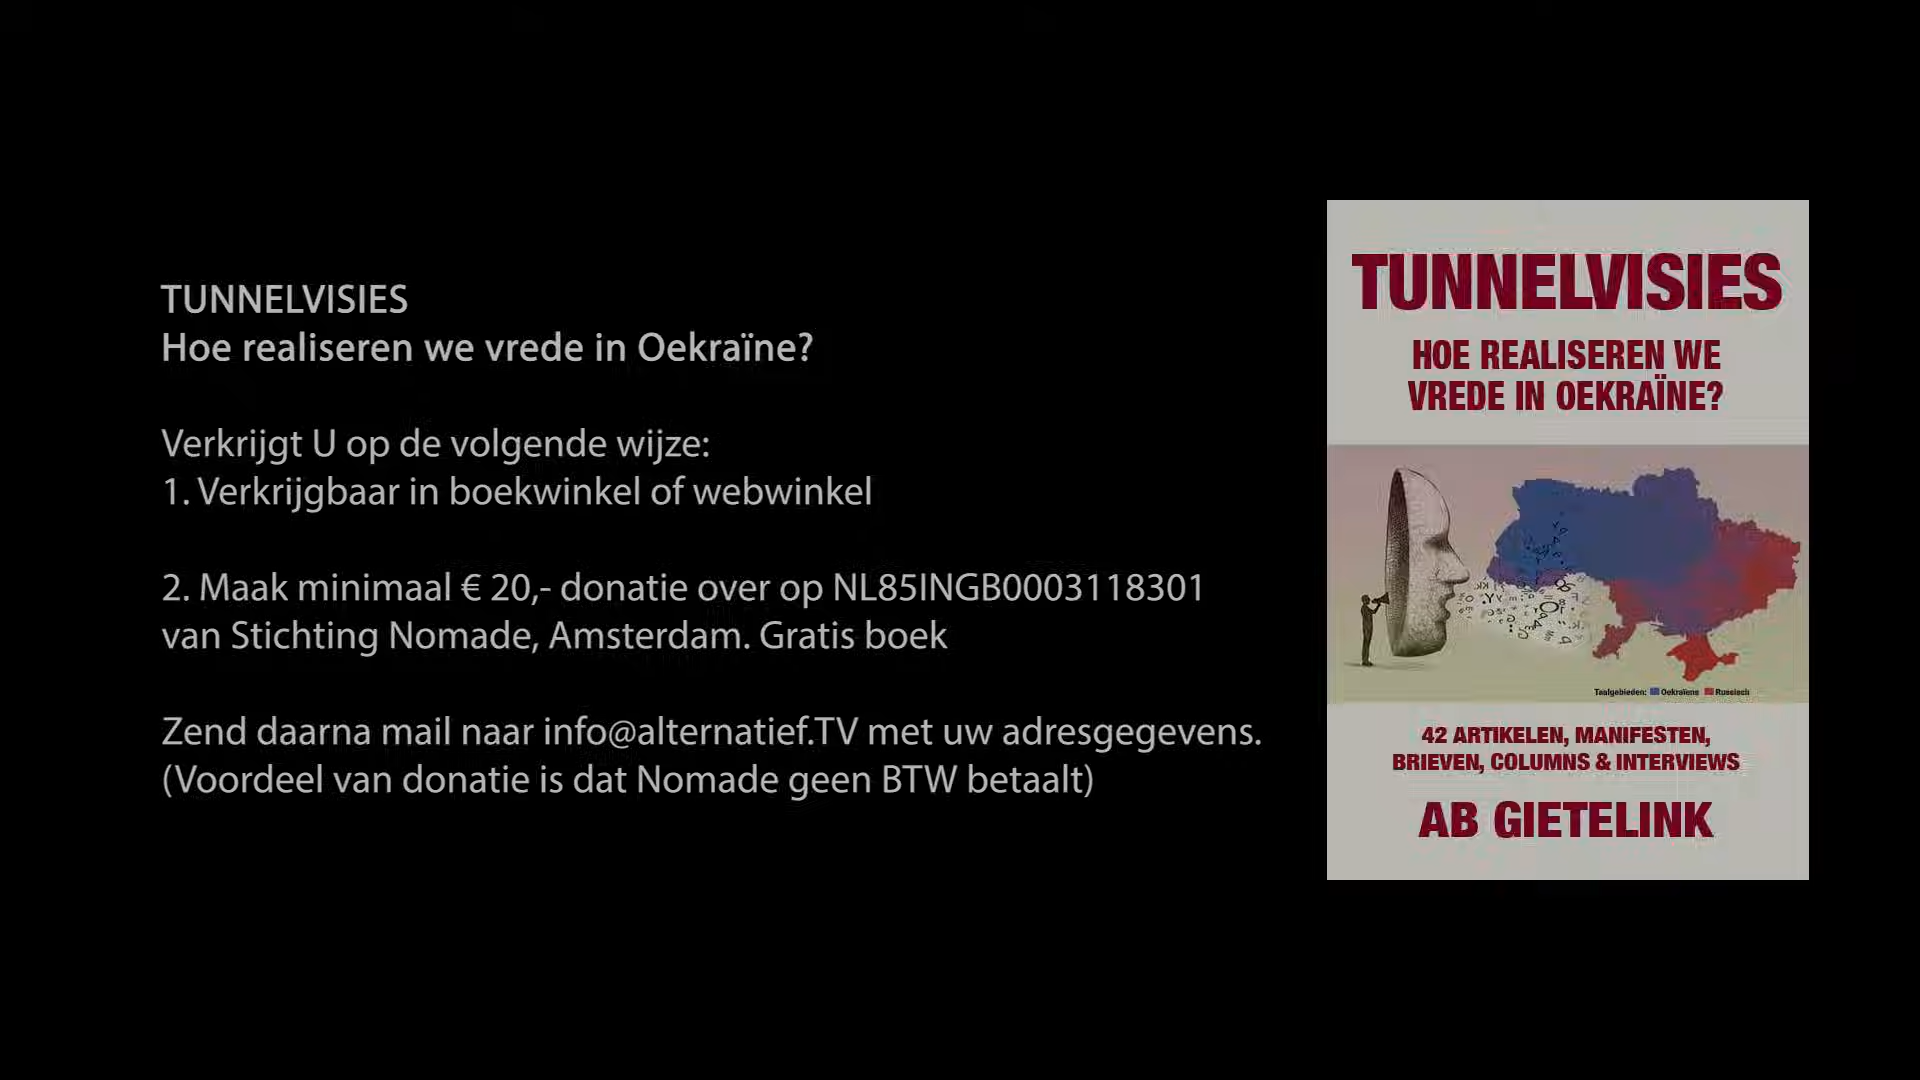 TUNNELVISIES
Hoe realiseren we vrede in Oekraïne?
Verkrijgt U op de volgende wijze:
1. Verkrijgbaar in boekwinkel of webwinkel
2. Maak minimaal € 20,- donatie over op NL85INGB0003118301
van Stichting Nomade, Amsterdam. Gratis boek
Zend daarna mail naar info@alternatief.TV met uw adresgegevens.
(Voordeel van donatie is dat Nomade geen BTW betaalt)
TUNNELVISIES
HOE REALISEREN WE
VREDE IN OEKRAÏNE?
Taalgebieden: Oekraïens Russisch
42 ARTIKELEN, MANIFESTEN,
BRIEVEN, COLUMNS & INTERVIEWS
AB GIETELINK